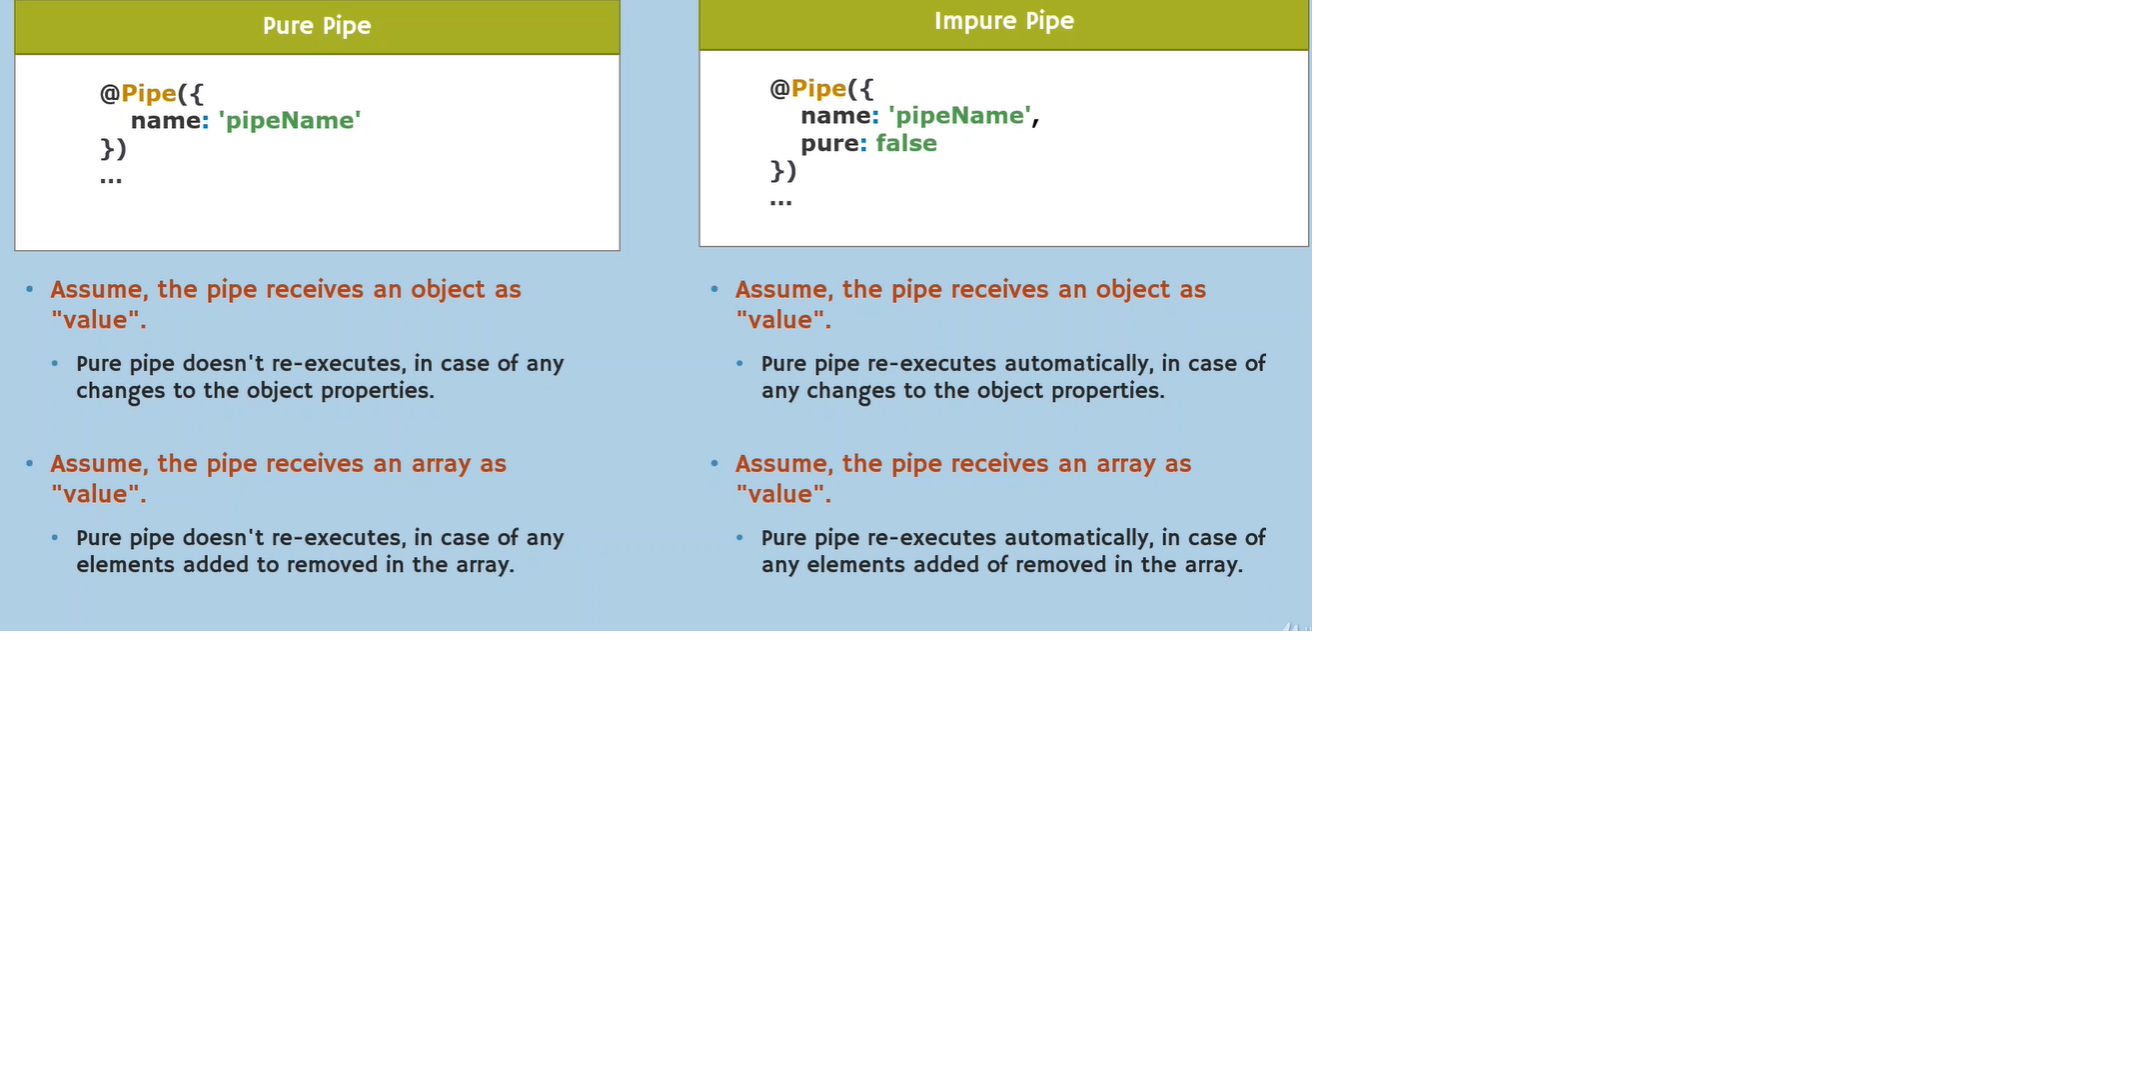 Pure Pipe
@Pipe({
name: 'pipeName'
})
...
• Assume, the pipe receives an object as
"value".
• Pure pipe doesn't re-executes, in case of any
changes to the object properties.
• Assume, the pipe receives an array as
"value".
• Pure pipe doesn't re-executes, in case of any
elements added to removed in the array.
Impure Pipe
@Pipe({
name: 'pipeName',
pure: false
})
...
• Assume, the pipe receives an object as
"value".
• Pure pipe re-executes automatically, in case of
any changes to the object properties.
• Assume, the pipe receives an array as
"value".
• Pure pipe re-executes automatically, in case of
any elements added of removed in the array.